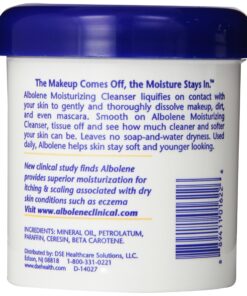 The Makeup Comes Off, the Moisture Stays In.™
Albolene Moisturizing Cleanser liquifies on contact with
your skin to gently and thoroughly dissolve makeup, dirt,
and even mascara. Smooth on Albolene Moisturizing
Cleanser, tissue off and see how much cleaner and softer
your skin can be. Leaves no soap-and-water dryness. Used
daily, Albolene helps skin stay soft and younger looking.
New clinical study finds Albolene
provides superior moisturization for
itching & scaling associated with dry
skin conditions such as eczema
Visit www.alboleneclinical.com
INGREDIENTS: MINERAL OIL, PETROLATUM,
PARAFFIN, CERESIN, BETA CAROTENE.
Distributed by: DSE Healthcare Solutions, LLC,
Edison, NJ 08818 1-800-331-0221
www.dsehealth.com D-14027